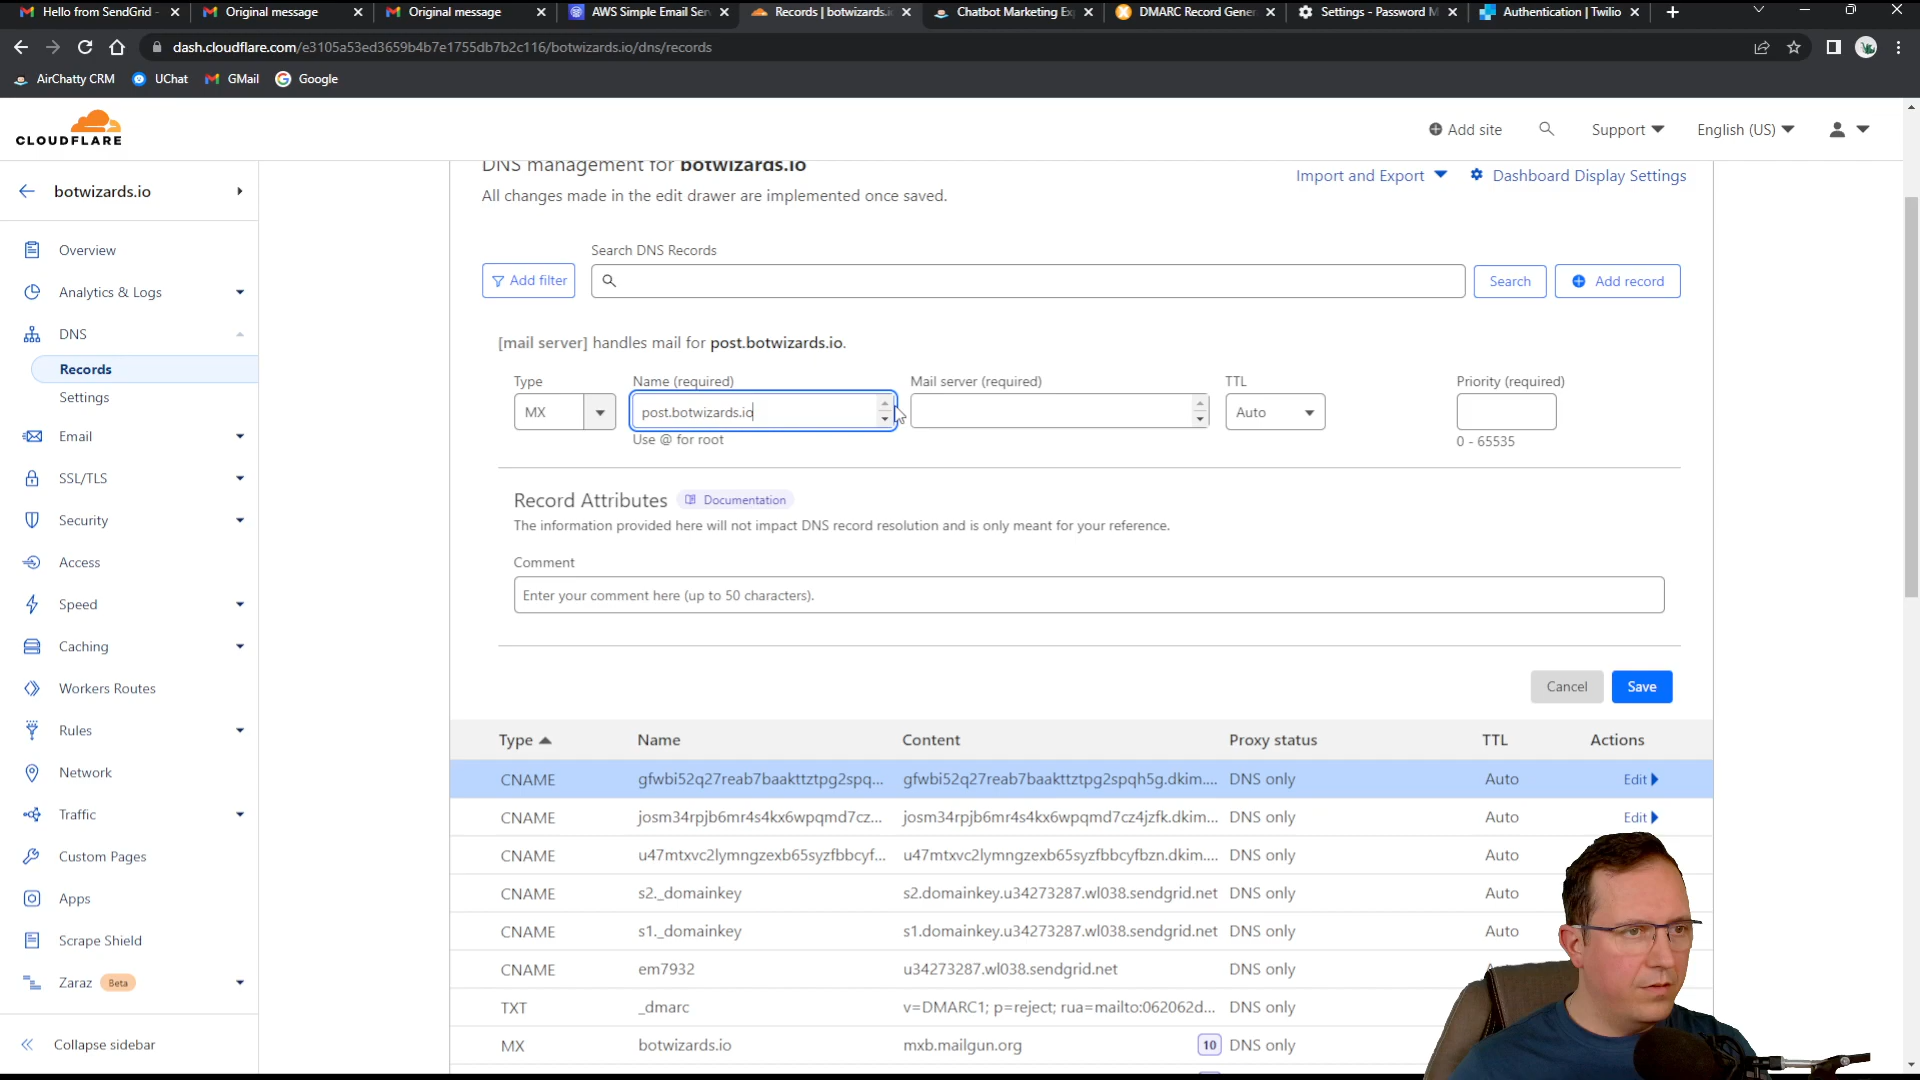 Hello from SendGrid -
Original message
Original message
AWS Simple Email Ser
Records | botwizards.i
Chatbot Marketing Ex
DMARC Record Gener
Settings - Password M
Authentication | Twilio
dash.cloudflare.com/e3105a53ed3659b4b7e1755db7b2c116/botwizards.io/dns/records
AirChatty CRM
UChat
GMail
Google
CLOUDFLARE
Add site
Support
English (US)
botwizards.io
DNS management for botwizards.io
All changes made in the edit drawer are implemented once saved.
Import and Export
Dashboard Display Settings
Overview
Analytics & Logs
DNS
Records
Settings
Email
SSL/TLS
Security
Access
Speed
Caching
Workers Routes
Rules
Network
Traffic
Custom Pages
Apps
Scrape Shield
Zaraz Beta
Collapse sidebar
Search DNS Records
Add filter
Search
Add record
[mail server] handles mail for post.botwizards.io.
Type Name (required) Mail server (required) TTL Priority (required)
MX post.botwizards.io Auto
Use @ for root 0 - 65535
Record Attributes Documentation
The information provided here will not impact DNS record resolution and is only meant for your reference.
Comment
Enter your comment here (up to 50 characters).
Cancel Save
Type Name Content Proxy status TTL Actions
CNAME gfwbi52q27reab7baakttztpg2spq... gfwbi52q27reab7baakttztpg2spqh5g.dkim.... DNS only Auto Edit
CNAME josm34rpjb6mr4s4kx6wpqmd7cz... josm34rpjb6mr4s4kx6wpqmd7cz4jzfk.dkim... DNS only Auto Edit
CNAME u47mtxvc2lymngzexb65syzfbbcyf... u47mtxvc2lymngzexb65syzfbbcyfbzn.dkim.... DNS only Auto
CNAME s2._domainkey s2.domainkey.u34273287.wl038.sendgrid.net DNS only Auto
CNAME s1._domainkey s1.domainkey.u34273287.wl038.sendgrid.net DNS only Auto
CNAME em7932 u34273287.wl038.sendgrid.net DNS only
TXT _dmarc v=DMARC1; p=reject; rua=mailto:062062d... DNS only
MX botwizards.io mxb.mailgun.org 10 DNS only